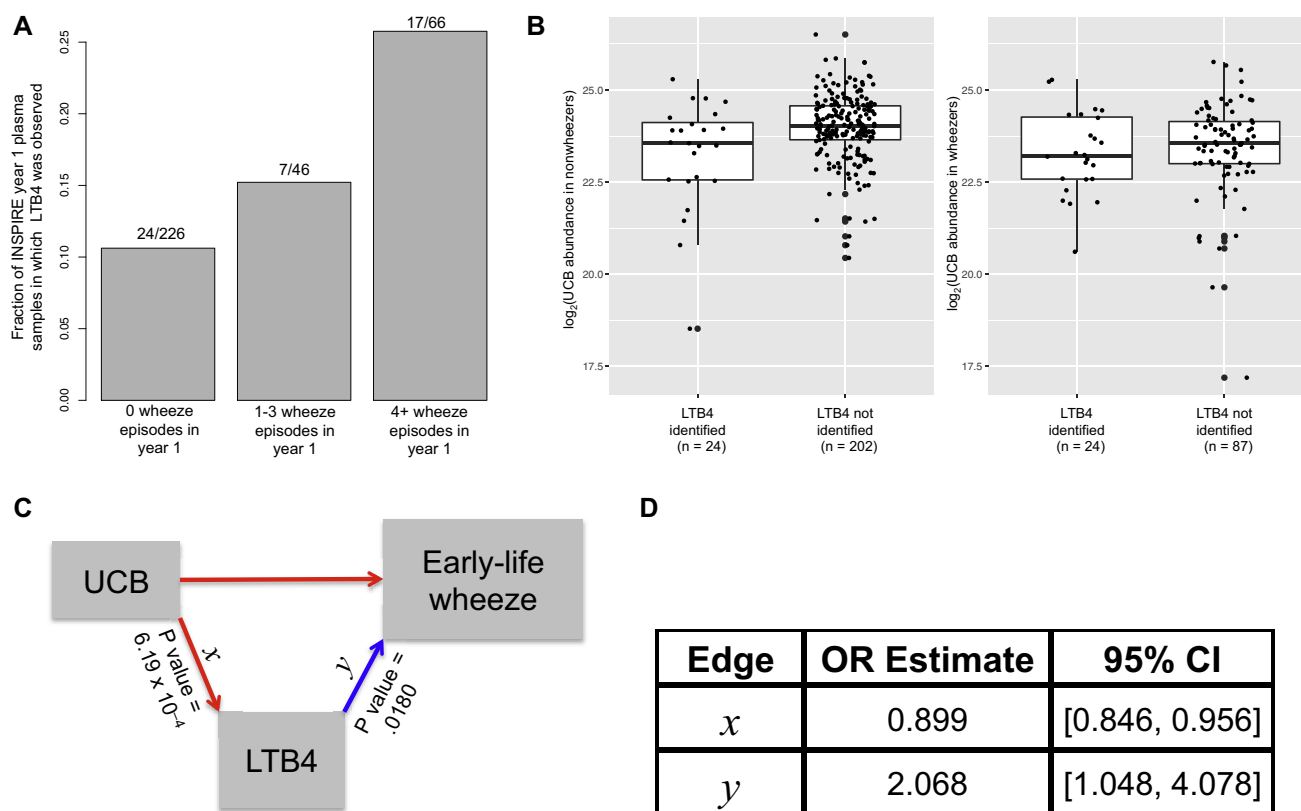 A
Fraction of INSPIRE year 1 plasma
samples in which LTB4 was observed
0.25
0.20
0.15
0.10
0.05
0.00
24/226
7/46
17/66
0 wheeze
episodes in
year 1
1-3 wheeze
episodes in
year 1
4+ wheeze
episodes in
year 1
B
log₂(UCB abundance in nonwheezers)
25.0
22.5
20.0
17.5
LTB4
identified
(n = 24)
LTB4 not
identified
(n = 202)
log₂(UCB abundance in wheezers)
25.0
22.5
20.0
17.5
LTB4
identified
(n = 24)
LTB4 not
identified
(n = 87)
C
UCB
Early-life
wheeze
x
P value =
6.19 x 10⁻⁴
y
P value =
.0180
LTB4
D
Edge OR Estimate 95% CI
x 0.899 [0.846, 0.956]
y 2.068 [1.048, 4.078]